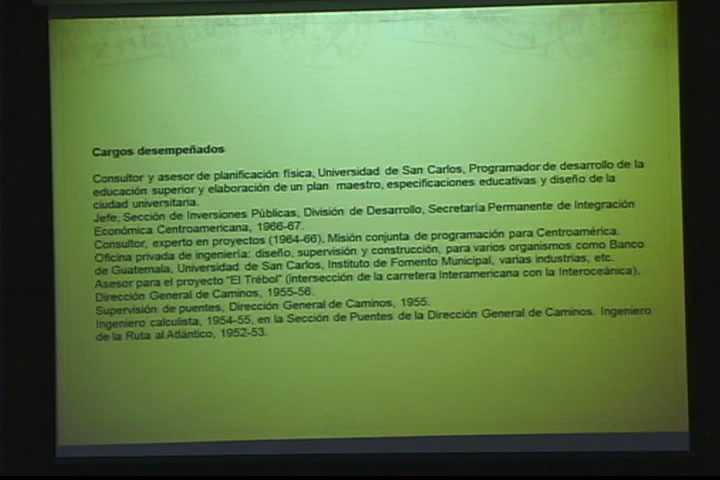 Cargos desempeñados
Consultor y asesor de planificación física, Universidad de San Carlos, Programador de desarrollo de la
educación superior y elaboración de un plan maestro, especificaciones educativas y diseño de la
ciudad universitaria.
Jefe, Sección de Inversiones Públicas, División de Desarrollo, Secretaría Permanente de Integración
Económica Centroamericana, 1966-67.
Consultor, experto en proyectos (1964-66), Misión conjunta de programación para Centroamérica.
Oficina privada de ingeniería: diseño, supervisión y construcción, para varios organismos como Banco
de Guatemala, Universidad de San Carlos, Instituto de Fomento Municipal, varias industrias, etc.
Asesor para el proyecto "El Trébol" (intersección de la carretera Interamericana con la Interoceánica),
Dirección General de Caminos, 1955-56.
Supervisión de puentes, Dirección General de Caminos, 1955.
Ingeniero calculista, 1954-55, en la Sección de Puentes de la Dirección General de Caminos. Ingeniero
de la Ruta al Atlántico, 1952-53.